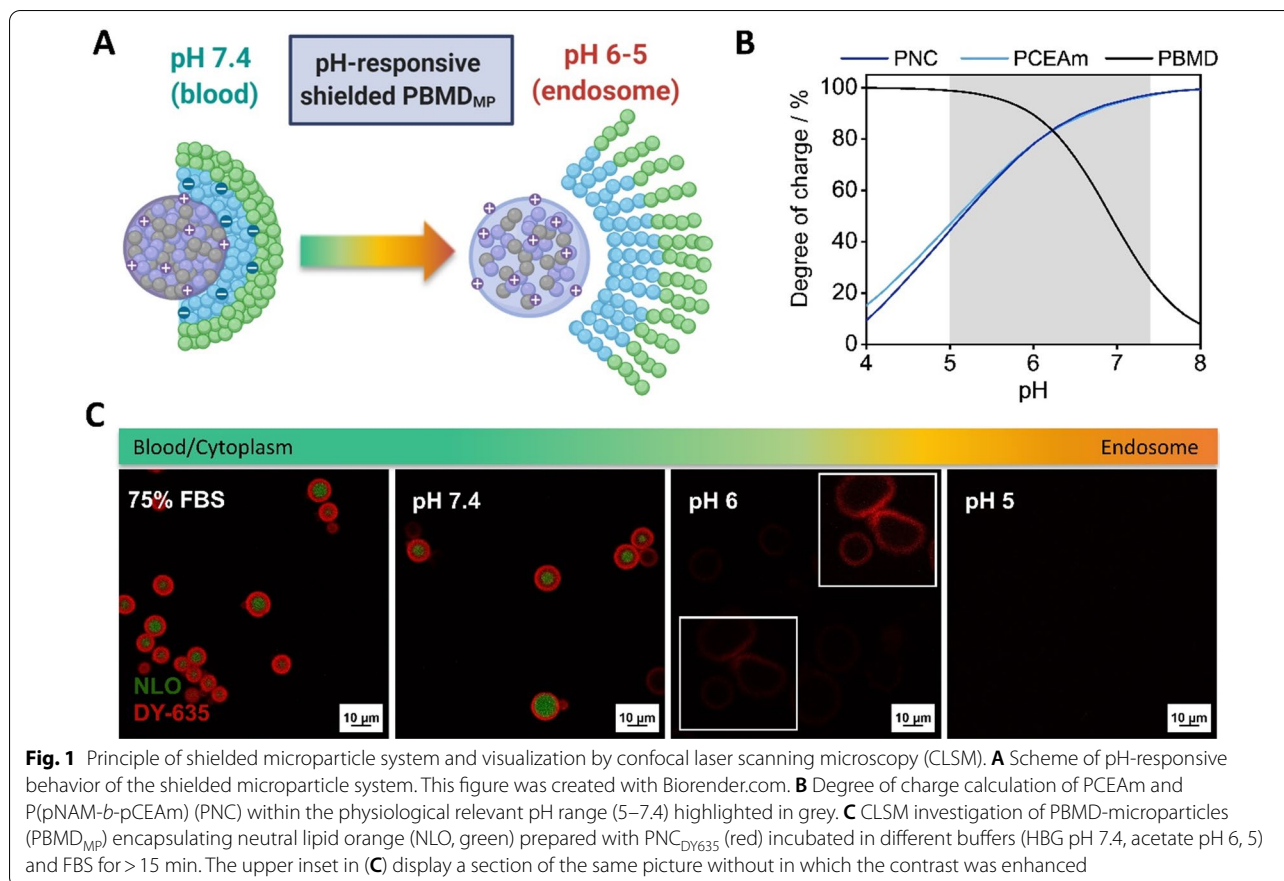 A
pH 7.4
(blood)
pH-responsive
shielded PBMD_MP
pH 6-5
(endosome)
B
PNC PCEAm PBMD
Degree of charge / %
100
80
60
40
20
0
4 5 6 7 8
pH
C
Blood/Cytoplasm Endosome
75% FBS
NLO
DY-635
10 µm
pH 7.4
10 µm
pH 6
10 µm
pH 5
10 µm
Fig. 1 Principle of shielded microparticle system and visualization by confocal laser scanning microscopy (CLSM). A Scheme of pH-responsive
behavior of the shielded microparticle system. This figure was created with Biorender.com. B Degree of charge calculation of PCEAm and
P(pNAM-b-pCEAm) (PNC) within the physiological relevant pH range (5–7.4) highlighted in grey. C CLSM investigation of PBMD-microparticles
(PBMD_MP) encapsulating neutral lipid orange (NLO, green) prepared with PNC_DY635 (red) incubated in different buffers (HBG pH 7.4, acetate pH 6, 5)
and FBS for > 15 min. The upper inset in (C) display a section of the same picture without in which the contrast was enhanced